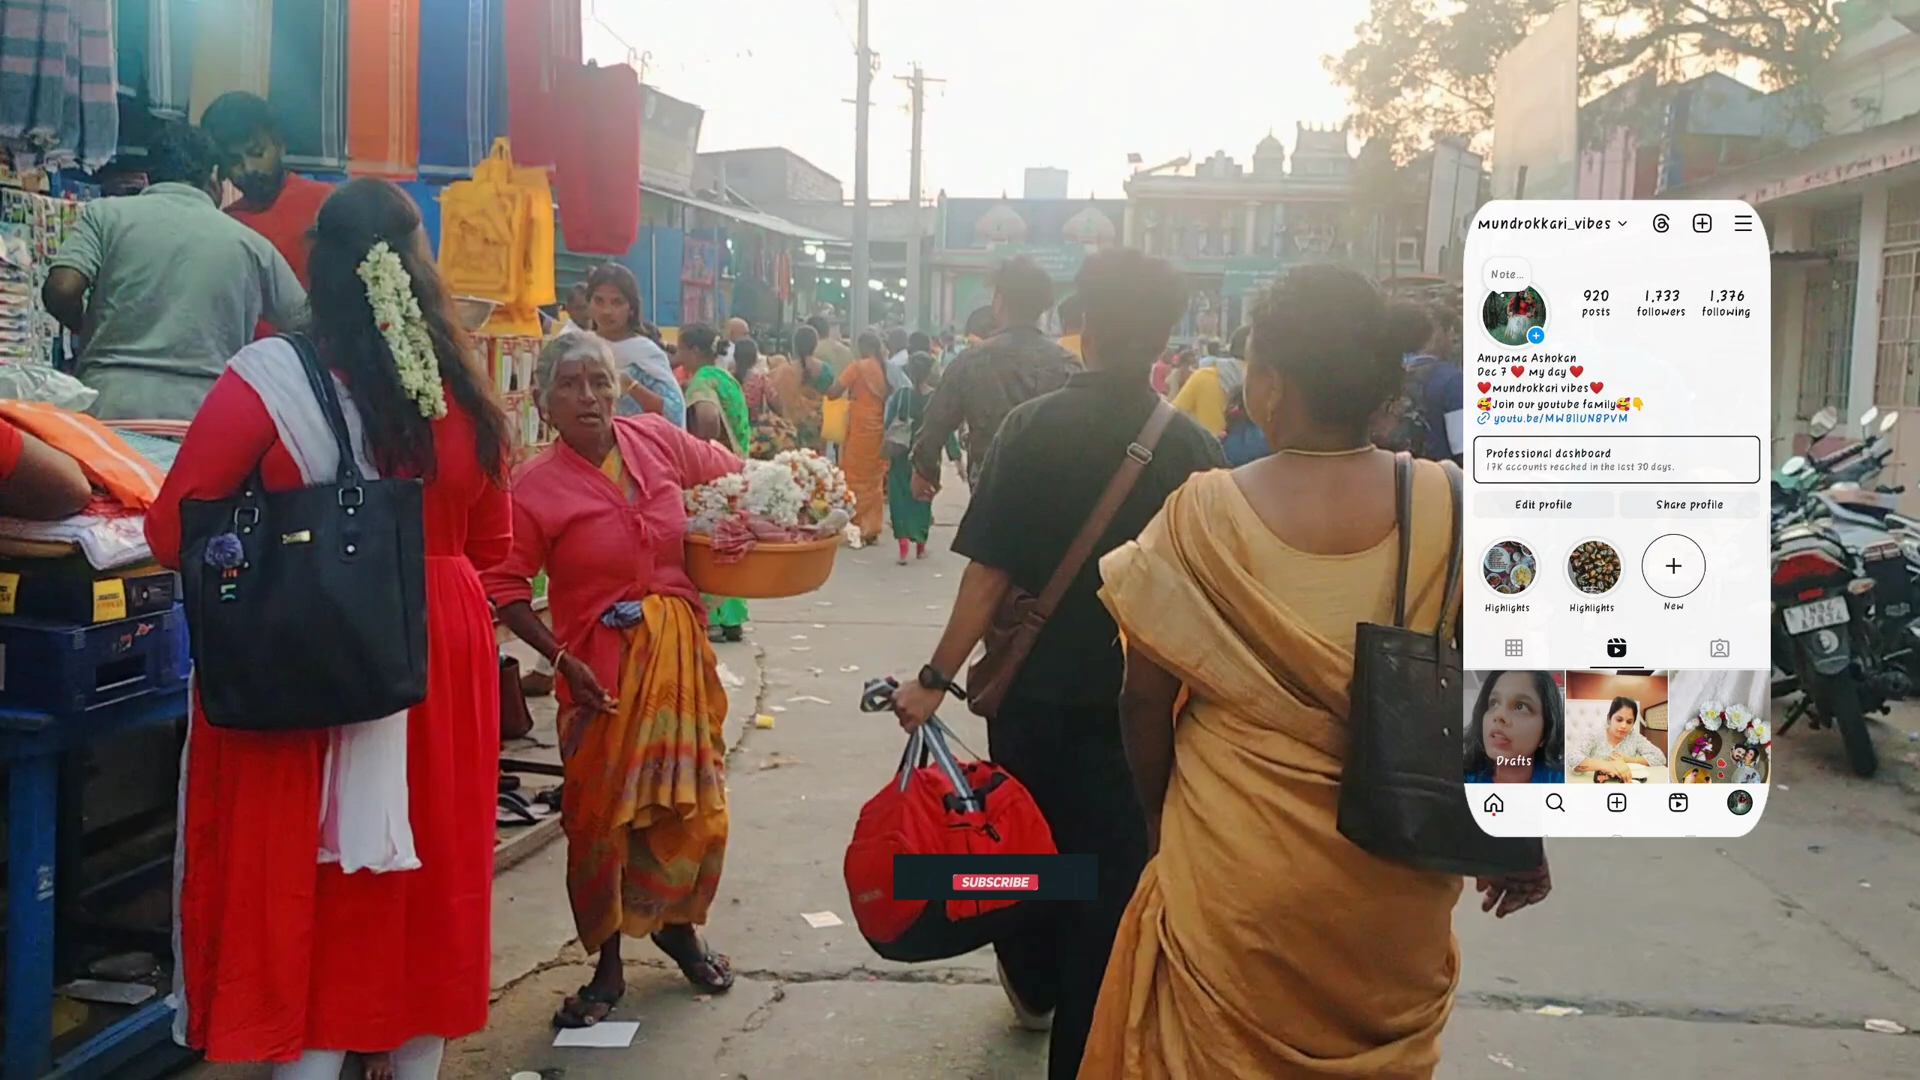 mundrokkari_vibes
Note...
920 1,733 1,376
posts followers following
Anupama Ashokan
Dec 7 ❤️ my day ❤️
❤️mundrokkari vibes❤️
🥰Join our youtube family🥰👇
youtu.be/MW8IIUN8PVM
Professional dashboard
17K accounts reached in the last 30 days.
Edit profile Share profile
Highlights Highlights New
Drafts
SUBSCRIBE